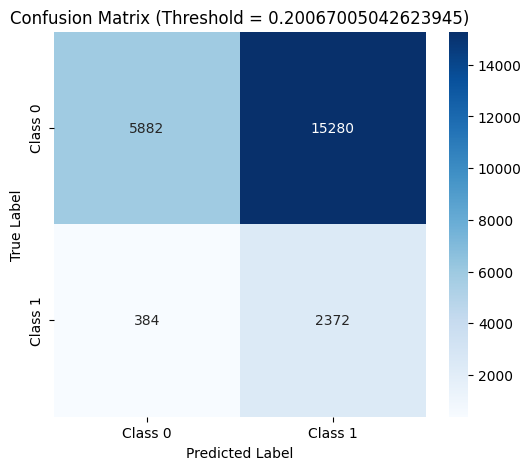 Confusion Matrix (Threshold = 0.20067005042623945)
14000
12000
10000
8000
6000
4000
2000
True Label
Class 0
Class 1
5882 15280
384 2372
Class 0 Class 1
Predicted Label